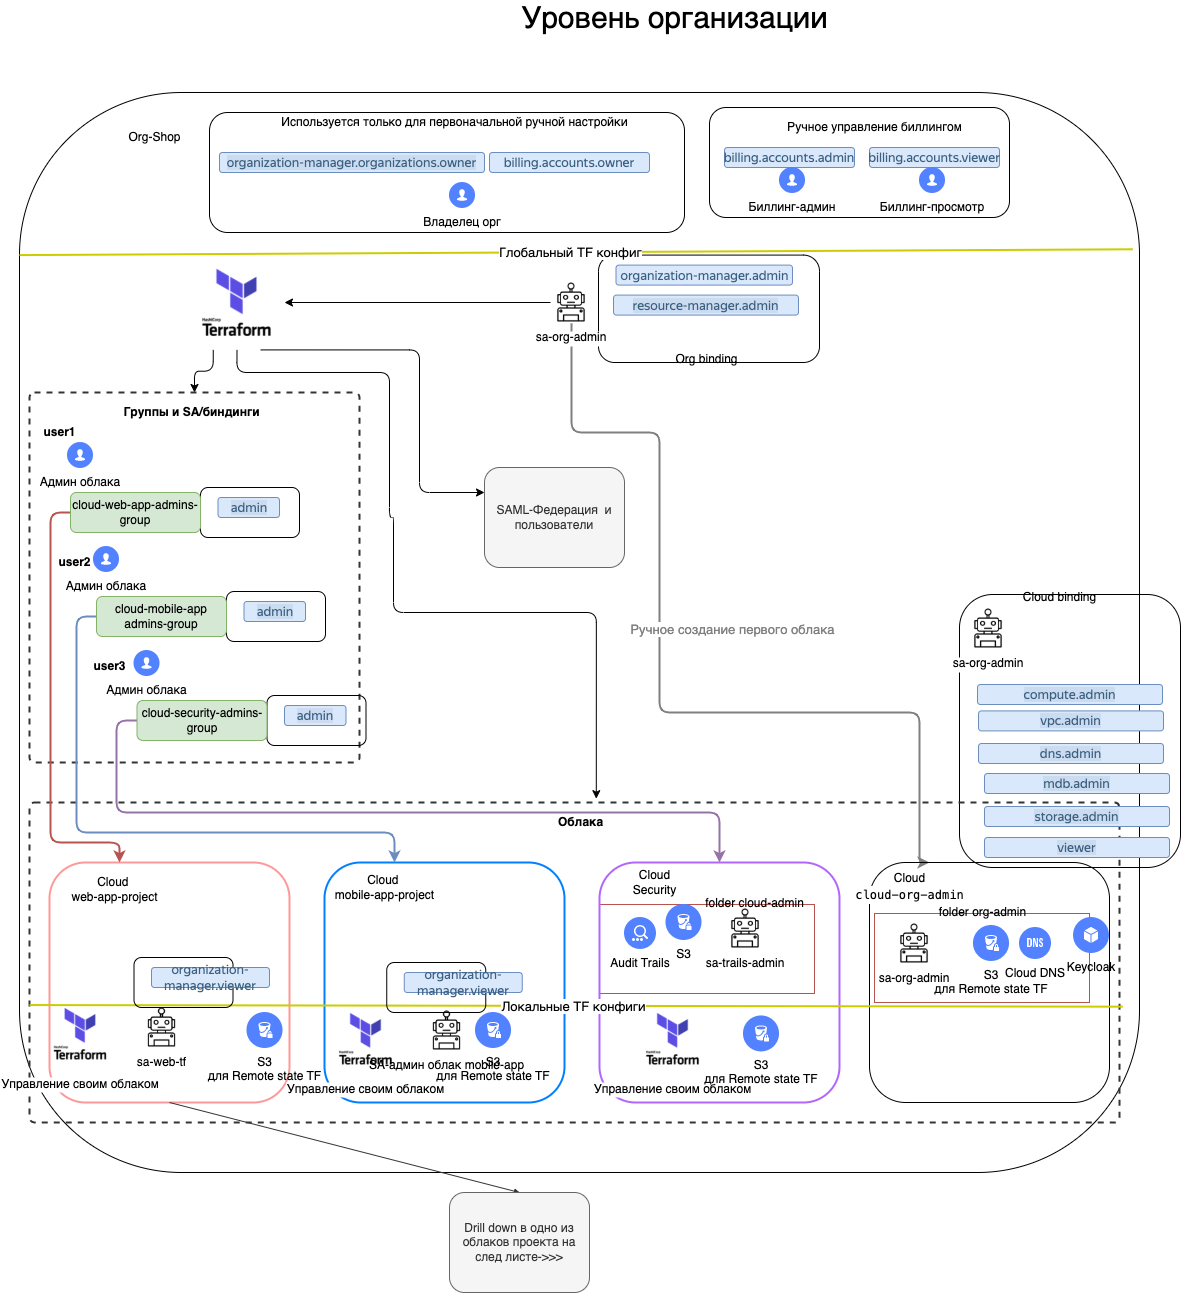 Уровень организации
Org-Shop
Используется только для первоначальной ручной настройки
organization-manager.organizations.owner
billing.accounts.owner
Владелец орг
Ручное управление биллингом
billing.accounts.admin
billing.accounts.viewer
Биллинг-админ
Биллинг-просмотр
Глобальный TF конфиг
HashiCorp
Terraform
sa-org-admin
organization-manager.admin
resource-manager.admin
Org binding
Группы и SA/биндинги
user1
Админ облака
cloud-web-app-admins-
group
admin
user2
Админ облака
cloud-mobile-app
admins-group
admin
user3
Админ облака
cloud-security-admins-
group
admin
SAML-Федерация и
пользователи
Ручное создание первого облака
Cloud binding
sa-org-admin
compute.admin
vpc.admin
dns.admin
mdb.admin
storage.admin
viewer
Облака
Cloud
web-app-project
organization-
manager.viewer
HashiCorp
Terraform
sa-web-tf
S3
для Remote state TF
Управление своим облаком
Cloud
mobile-app-project
organization-
manager.viewer
HashiCorp
Terraform
SA-админ облак mobile-app
S3
для Remote state TF
Управление своим облаком
Cloud
Security
folder cloud-admin
Audit Trails
S3
sa-trails-admin
Локальные TF конфиги
HashiCorp
Terraform
S3
для Remote state TF
Управление своим облаком
Cloud
cloud-org-admin
folder org-admin
sa-org-admin
S3
для Remote state TF
DNS
Cloud DNS
Keycloak
Drill down в одно из
облаков проекта на
след листе->>>